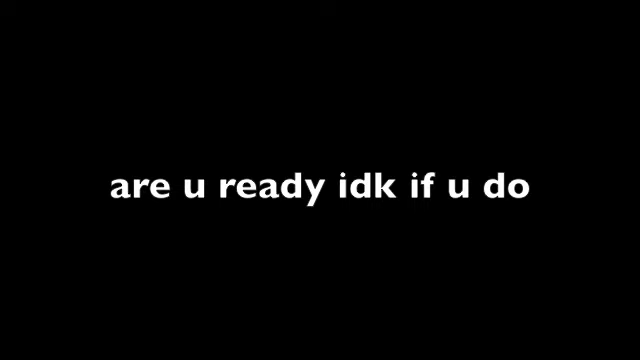 are u ready idk if u do